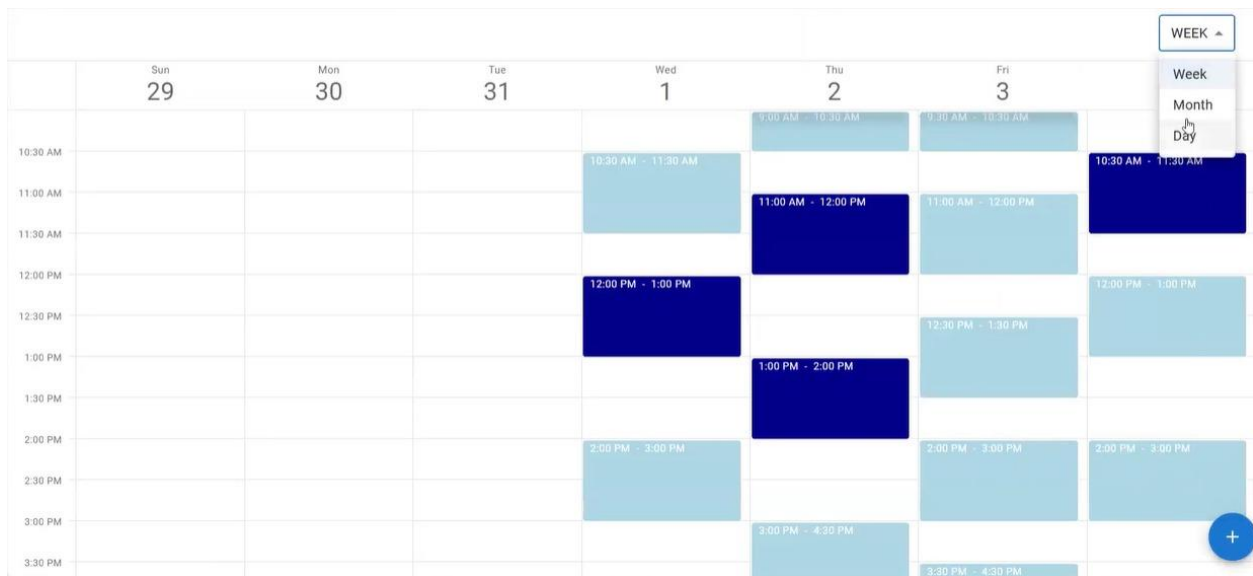 WEEK
Week
Month
Day
Sun Mon Tue Wed Thu Fri
29 30 31 1 2 3
9:00 AM - 10:30 AM 9:30 AM - 10:30 AM
10:30 AM 10:30 AM - 11:30 AM 10:30 AM - 11:30 AM
11:00 AM 11:00 AM - 12:00 PM 11:00 AM - 12:00 PM
11:30 AM
12:00 PM 12:00 PM - 1:00 PM 12:00 PM - 1:00 PM
12:30 PM 12:30 PM - 1:30 PM
1:00 PM 1:00 PM - 2:00 PM
1:30 PM
2:00 PM 2:00 PM - 3:00 PM 2:00 PM - 3:00 PM 2:00 PM - 3:00 PM
2:30 PM
3:00 PM 3:00 PM - 4:30 PM
3:30 PM 3:30 PM - 4:30 PM